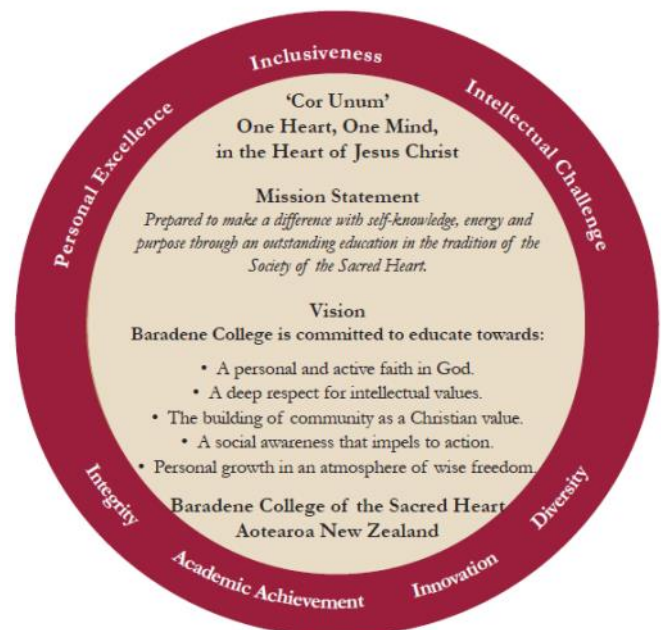 Inclusiveness
Personal Excellence
Intellectual Challenge
‘Cor Unum’
One Heart, One Mind,
in the Heart of Jesus Christ
Mission Statement
Prepared to make a difference with self-knowledge, energy and
purpose through an outstanding education in the tradition of the
Society of the Sacred Heart.
Vision
Baradene College is committed to educate towards:
• A personal and active faith in God.
• A deep respect for intellectual values.
• The building of community as a Christian value.
• A social awareness that impels to action.
• Personal growth in an atmosphere of wise freedom.
Baradene College of the Sacred Heart
Aotearoa New Zealand
Integrity
Academic Achievement
Innovation
Diversity